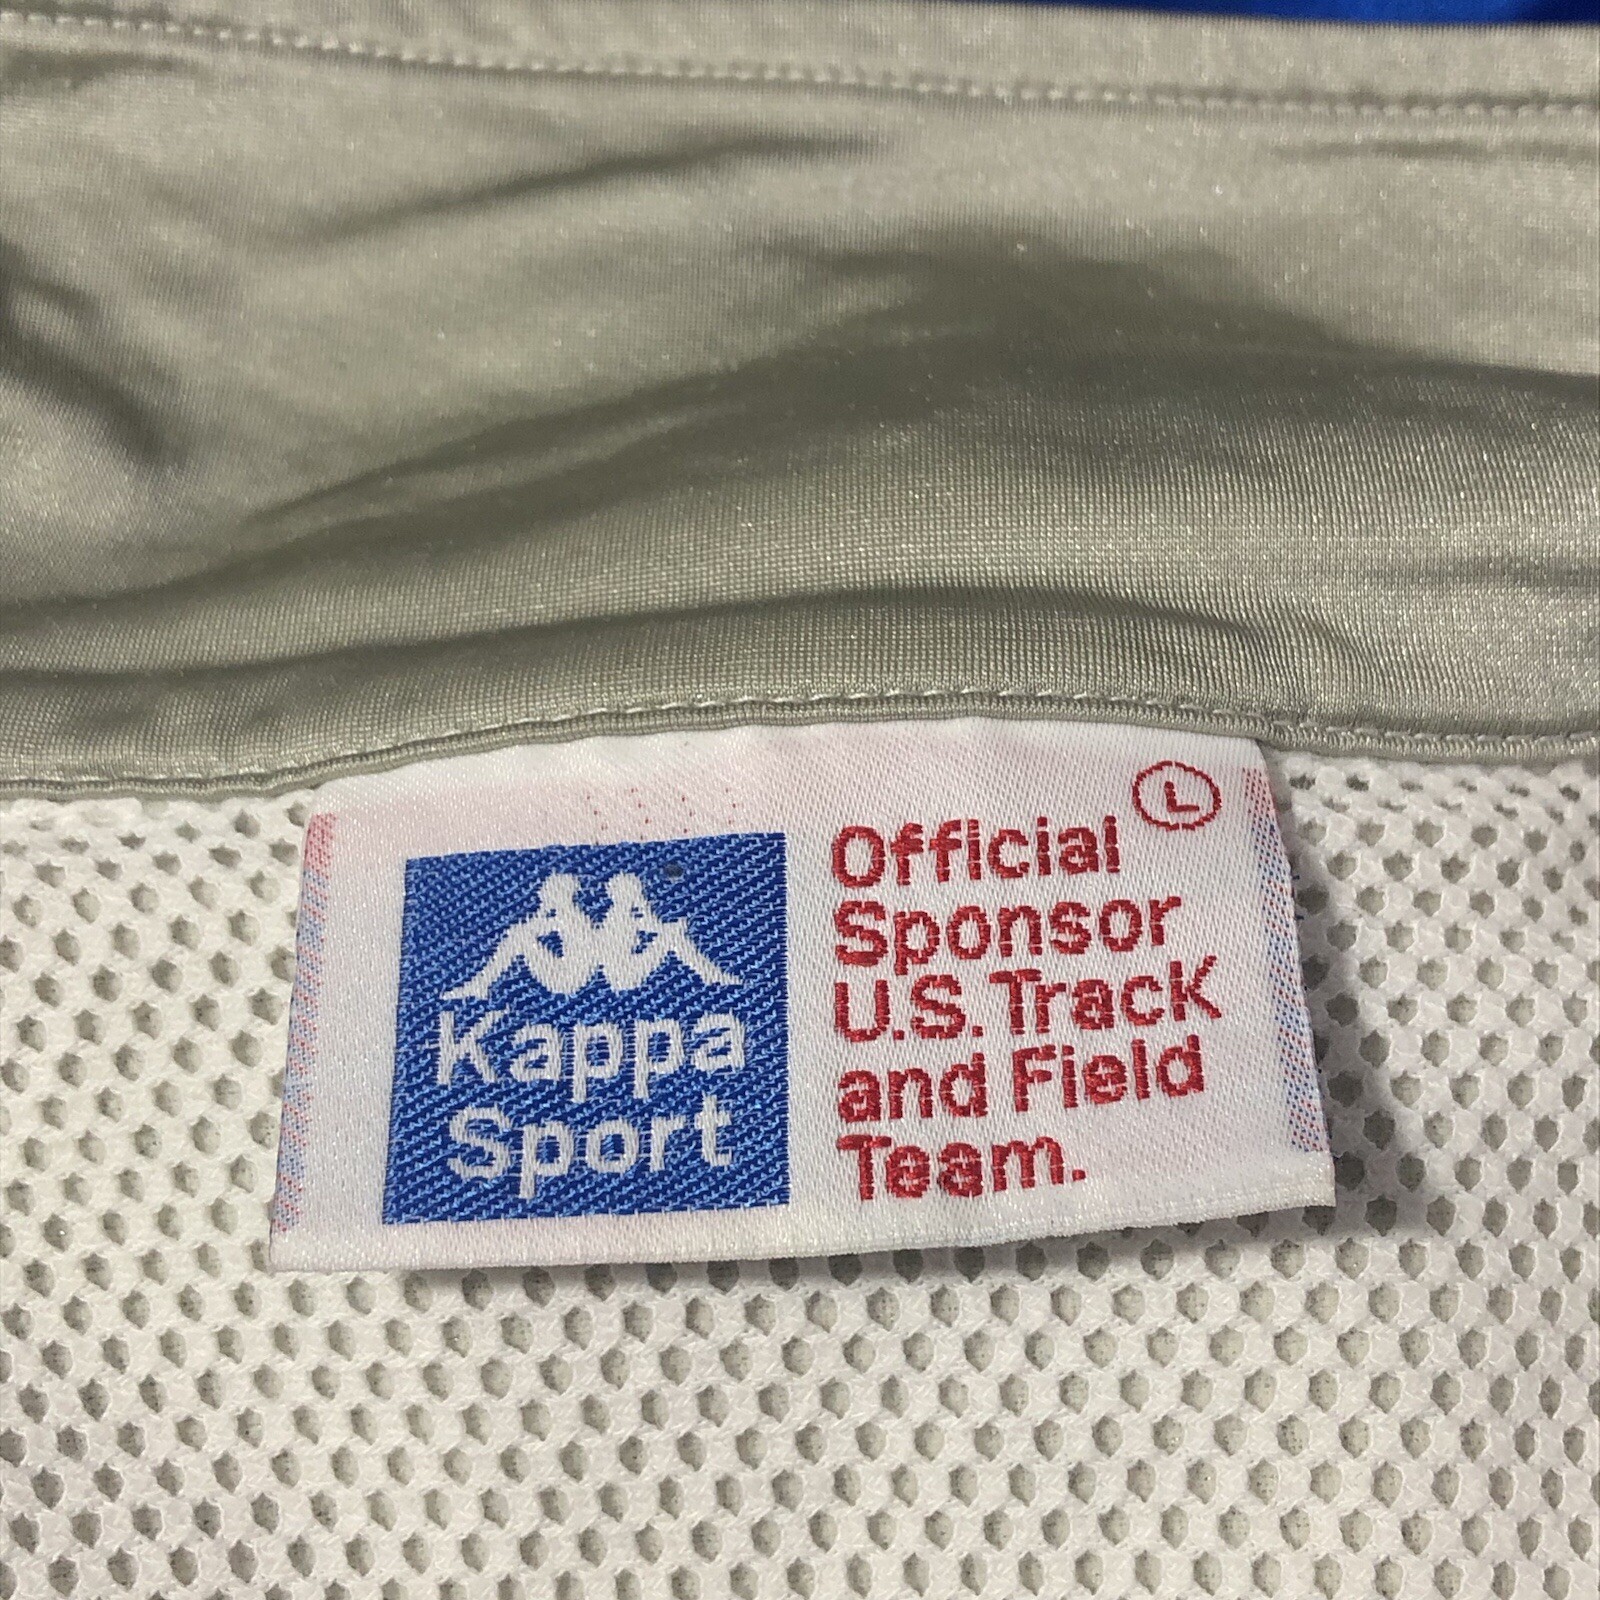 Kappa
Sport
L
Official
Sponsor
U.S. Track
and Field
Team.